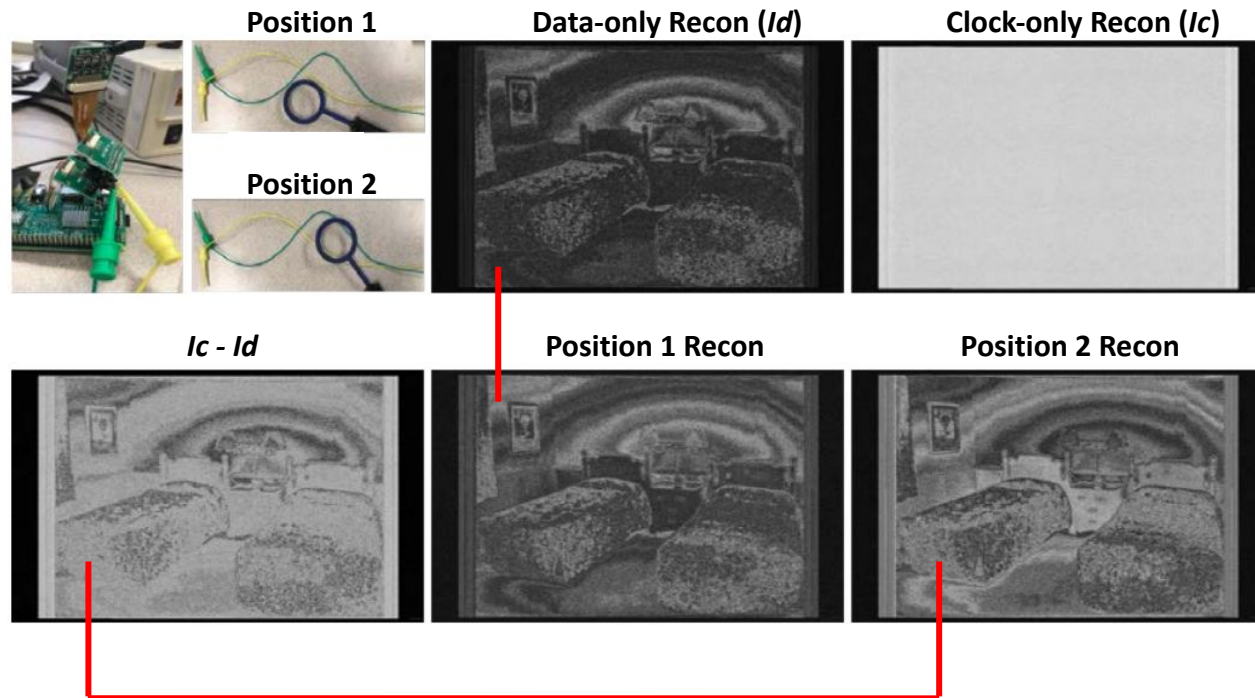 Position 1
Data-only Recon (Id)
Clock-only Recon (Ic)
Position 2
Ic - Id
Position 1 Recon
Position 2 Recon